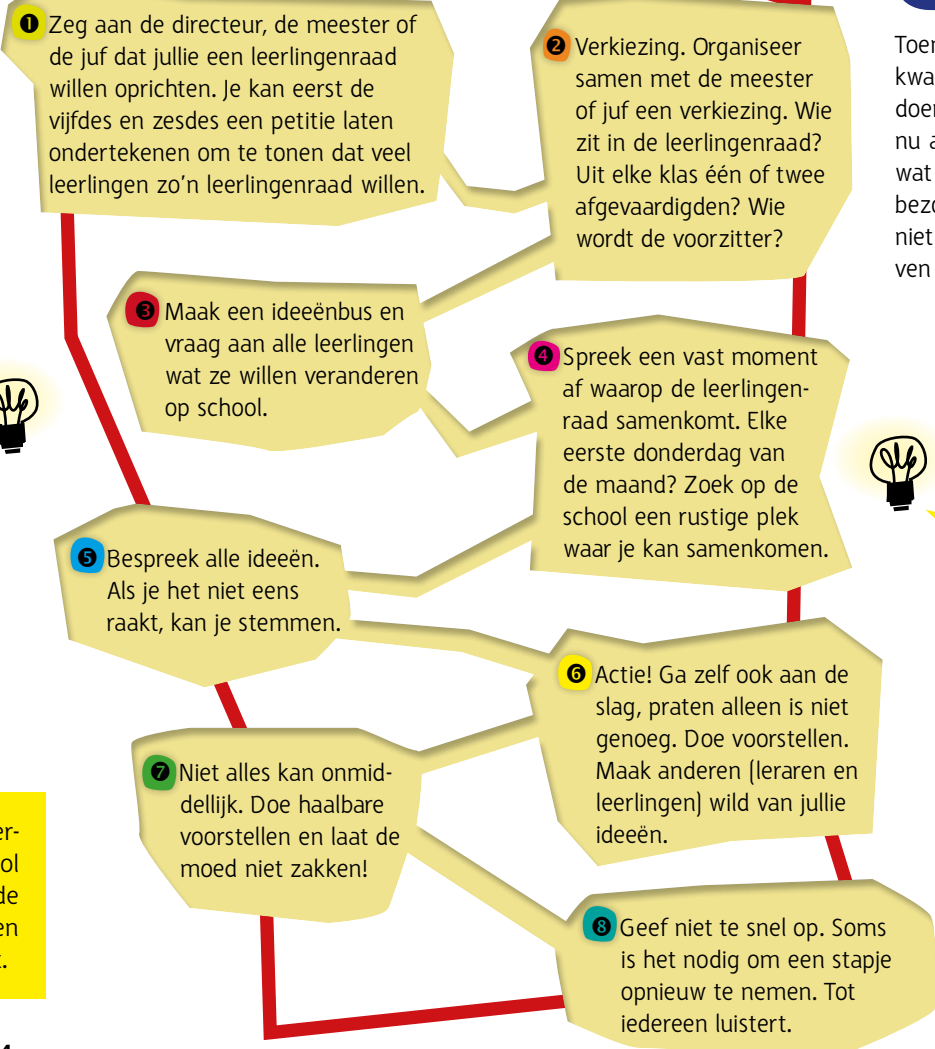 ❶ Zeg aan de directeur, de meester of
de juf dat jullie een leerlingenraad
willen oprichten. Je kan eerst de
vijfdes en zesdes een petitie laten
ondertekenen om te tonen dat veel
leerlingen zo'n leerlingenraad willen.
❷ Verkiezing. Organiseer
samen met de meester
of juf een verkiezing. Wie
zit in de leerlingenraad?
Uit elke klas één of twee
afgevaardigden? Wie
wordt de voorzitter?
❸ Maak een ideeënbus en
vraag aan alle leerlingen
wat ze willen veranderen
op school.
❹ Spreek een vast moment
af waarop de leerlingen-
raad samenkomt. Elke
eerste donderdag van
de maand? Zoek op de
school een rustige plek
waar je kan samenkomen.
❺ Bespreek alle ideeën.
Als je het niet eens
raakt, kan je stemmen.
❻ Actie! Ga zelf ook aan de
slag, praten alleen is niet
genoeg. Doe voorstellen.
Maak anderen (leraren en
leerlingen) wild van jullie
ideeën.
❼ Niet alles kan onmid-
dellijk. Doe haalbare
voorstellen en laat de
moed niet zakken!
❽ Geef niet te snel op. Soms
is het nodig om een stapje
opnieuw te nemen. Tot
iedereen luistert.
wat
niet
ven
de